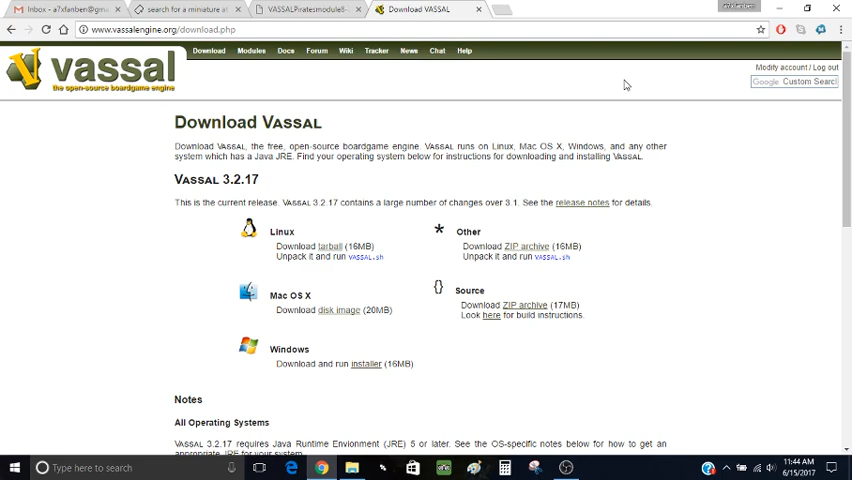 a7xfanben
Inbox - a7xfanben@gma
search for a miniature at
VASSALPiratesmodule8-
Download VASSAL
www.vassalengine.org/download.php
Download Modules Docs Forum Wiki Tracker News Chat Help
vassal
the open-source boardgame engine
Modify account / Log out
Google Custom Search
Download VASSAL
Download VASSAL, the free, open-source boardgame engine. VASSAL runs on Linux, Mac OS X, Windows, and any other
system which has a Java JRE. Find your operating system below for instructions for downloading and installing VASSAL.
VASSAL 3.2.17
This is the current release. VASSAL 3.2.17 contains a large number of changes over 3.1. See the release notes for details.
Linux
Download tarball (16MB)
Unpack it and run VASSAL.sh
* Other
Download ZIP archive (16MB)
Unpack it and run VASSAL.sh
Mac OS X
Download disk image (20MB)
{} Source
Download ZIP archive (17MB)
Look here for build instructions.
Windows
Download and run installer (16MB)
Notes
All Operating Systems
VASSAL 3.2.17 requires Java Runtime Envionment (JRE) 5 or later. See the OS-specific notes below for how to get an
appropriate JRE for your system.
Type here to search
11:44 AM
6/15/2017